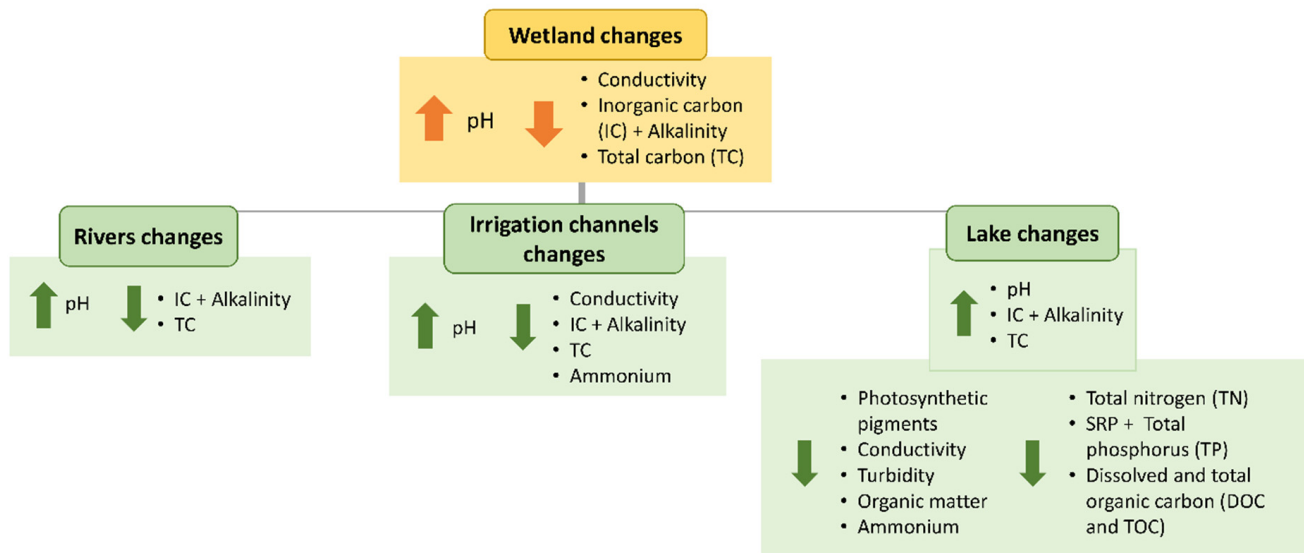 Wetland changes
pH
• Conductivity
• Inorganic carbon
(IC) + Alkalinity
• Total carbon (TC)
Rivers changes
pH
• IC + Alkalinity
• TC
Irrigation channels
changes
pH
• Conductivity
• IC + Alkalinity
• TC
• Ammonium
Lake changes
• pH
• IC + Alkalinity
• TC
• Photosynthetic
pigments
• Conductivity
• Turbidity
• Organic matter
• Ammonium
• Total nitrogen (TN)
• SRP + Total
phosphorus (TP)
• Dissolved and total
organic carbon (DOC
and TOC)